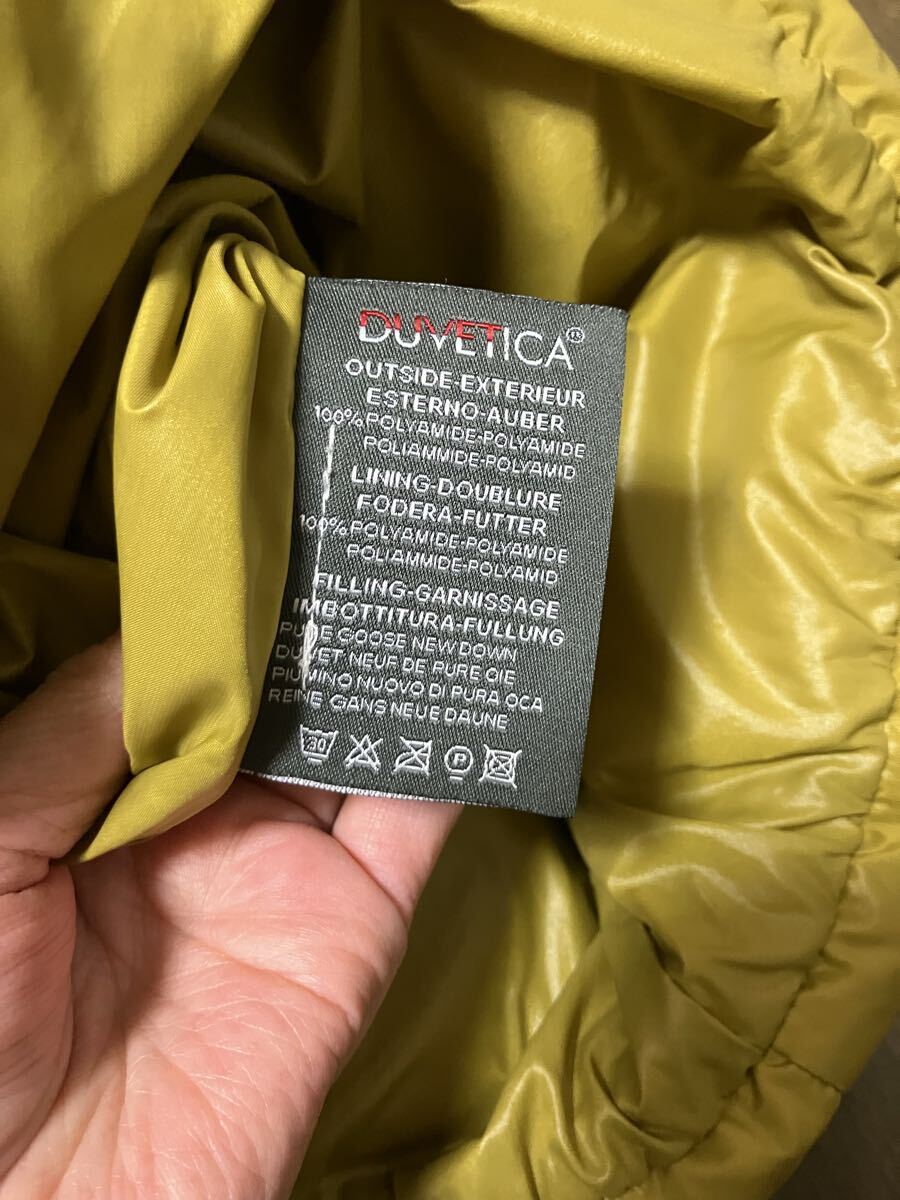 DUVETICA®
OUTSIDE-EXTERIEUR
ESTERNO-AUBER
100%POLYAMIDE-POLYAMIDE
POLIAMMIDE-POLYAMID
LINING-DOUBLURE
FODERA-FUTTER
100%POLYAMIDE-POLYAMIDE
POLIAMMIDE-POLYAMID
FILLING-GARNISSAGE
IMBOTTITURA-FULLUNG
PURE GOOSE NEW DOWN
DUVET NEUF DE PURE OIE
PIUMINO NUOVO DI PURA OCA
REINE GANS NEUE DAUNE
30 P